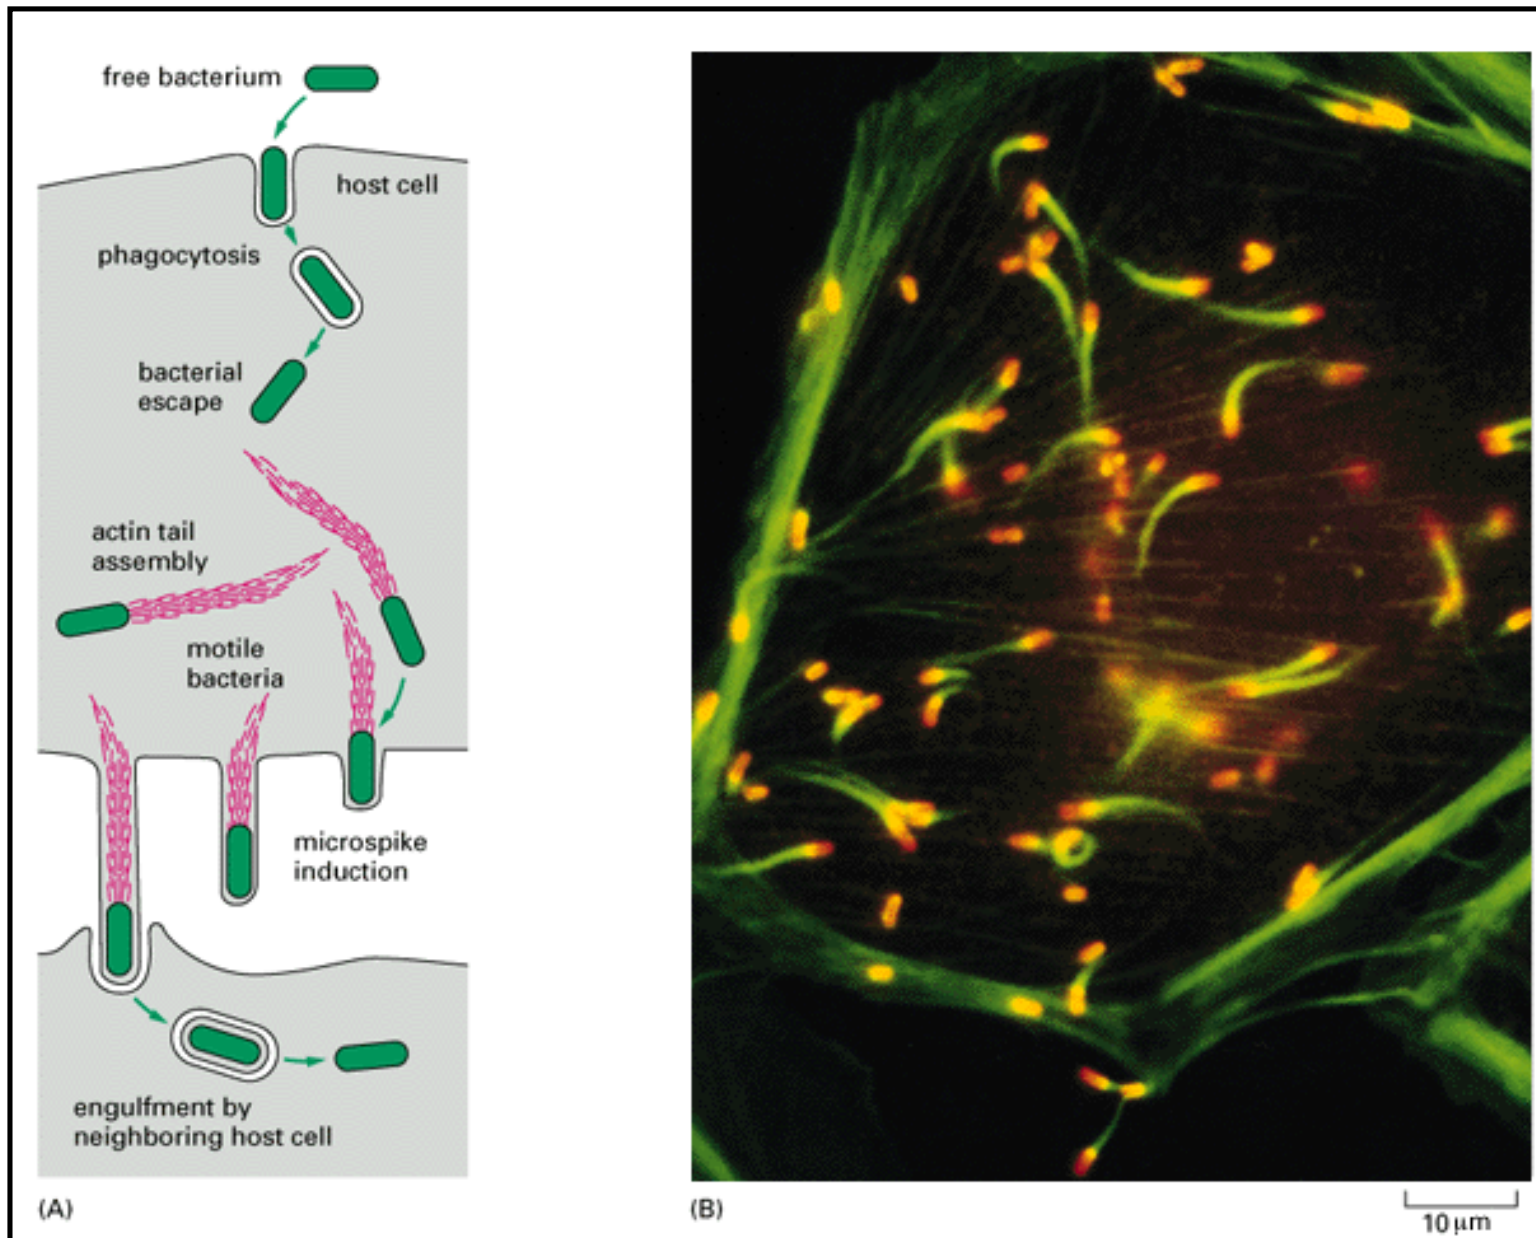 free bacterium
host cell
phagocytosis
bacterial
escape
actin tail
assembly
motile
bacteria
microspike
induction
engulfment by
neighboring host cell
(A)
(B)
10 μm